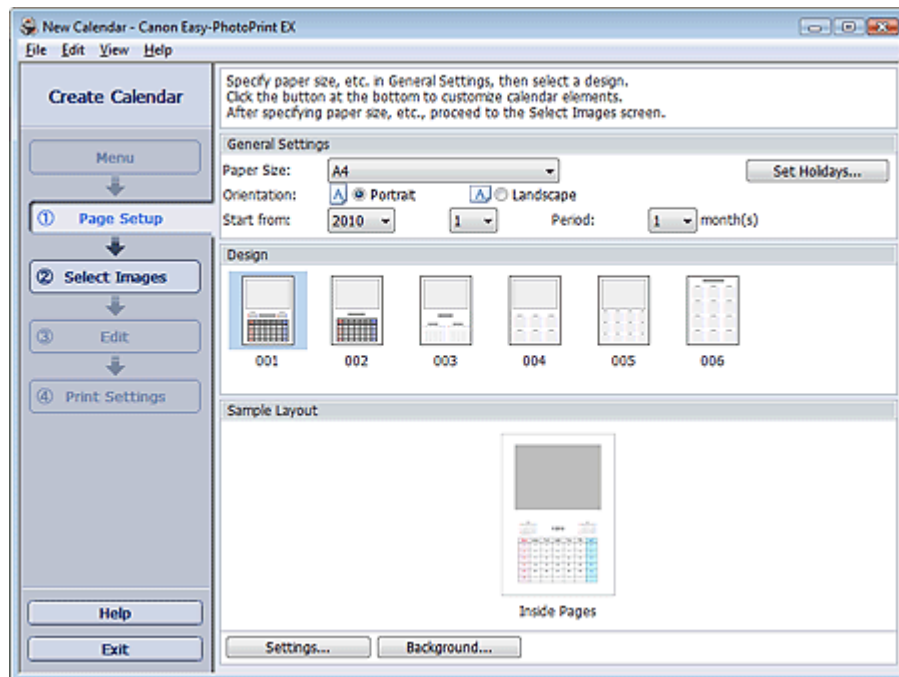 New Calendar - Canon Easy-PhotoPrint EX
File Edit View Help
Create Calendar
Specify paper size, etc. in General Settings, then select a design.
Click the button at the bottom to customize calendar elements.
After specifying paper size, etc., proceed to the Select Images screen.
Menu
① Page Setup
② Select Images
③ Edit
④ Print Settings
Help
Exit
General Settings
Paper Size: A4 Set Holidays...
Orientation: A Portrait A Landscape
Start from: 2010 1 Period: 1 month(s)
Design
001 002 003 004 005 006
Sample Layout
Inside Pages
Settings... Background...